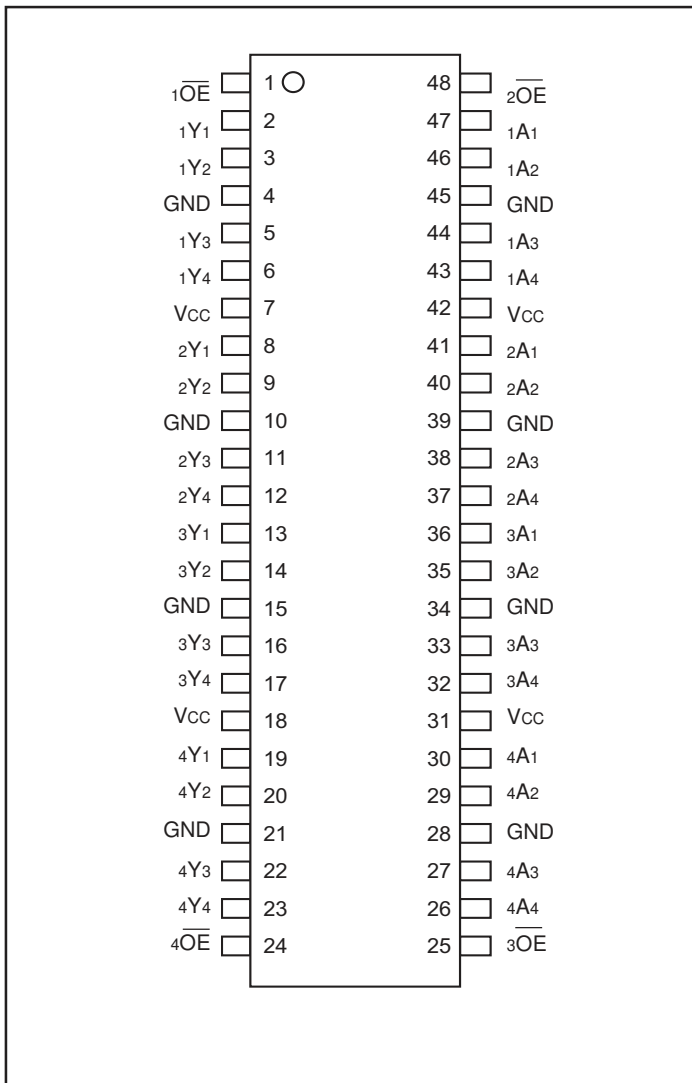 1OE 1 48 2OE
1Y1 2 47 1A1
1Y2 3 46 1A2
GND 4 45 GND
1Y3 5 44 1A3
1Y4 6 43 1A4
VCC 7 42 VCC
2Y1 8 41 2A1
2Y2 9 40 2A2
GND 10 39 GND
2Y3 11 38 2A3
2Y4 12 37 2A4
3Y1 13 36 3A1
3Y2 14 35 3A2
GND 15 34 GND
3Y3 16 33 3A3
3Y4 17 32 3A4
VCC 18 31 VCC
4Y1 19 30 4A1
4Y2 20 29 4A2
GND 21 28 GND
4Y3 22 27 4A3
4Y4 23 26 4A4
4OE 24 25 3OE